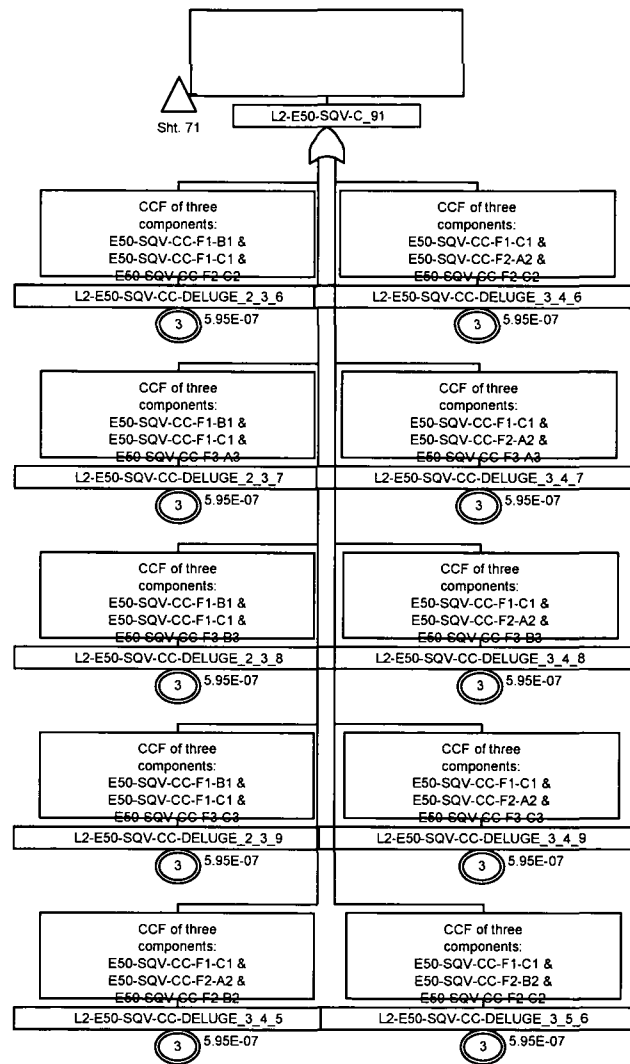 Sht. 71
L2-E50-SQV-C_91
CCF of three
components:
E50-SQV-CC-F1-B1 &
E50-SQV-CC-F1-C1 &
E50-SQV-CC-F2-C2
L2-E50-SQV-CC-DELUGE_2_3_6
3
5.95E-07
CCF of three
components:
E50-SQV-CC-F1-C1 &
E50-SQV-CC-F2-A2 &
E50-SQV-CC-F2-C2
L2-E50-SQV-CC-DELUGE_3_4_6
3
5.95E-07
CCF of three
components:
E50-SQV-CC-F1-B1 &
E50-SQV-CC-F1-C1 &
E50-SQV-CC-F3-A3
L2-E50-SQV-CC-DELUGE_2_3_7
3
5.95E-07
CCF of three
components:
E50-SQV-CC-F1-C1 &
E50-SQV-CC-F2-A2 &
E50-SQV-CC-F3-A3
L2-E50-SQV-CC-DELUGE_3_4_7
3
5.95E-07
CCF of three
components:
E50-SQV-CC-F1-B1 &
E50-SQV-CC-F1-C1 &
E50-SQV-CC-F3-B3
L2-E50-SQV-CC-DELUGE_2_3_8
3
5.95E-07
CCF of three
components:
E50-SQV-CC-F1-C1 &
E50-SQV-CC-F2-A2 &
E50-SQV-CC-F3-B3
L2-E50-SQV-CC-DELUGE_3_4_8
3
5.95E-07
CCF of three
components:
E50-SQV-CC-F1-B1 &
E50-SQV-CC-F1-C1 &
E50-SQV-CC-F3-C3
L2-E50-SQV-CC-DELUGE_2_3_9
3
5.95E-07
CCF of three
components:
E50-SQV-CC-F1-C1 &
E50-SQV-CC-F2-A2 &
E50-SQV-CC-F3-C3
L2-E50-SQV-CC-DELUGE_3_4_9
3
5.95E-07
CCF of three
components:
E50-SQV-CC-F1-C1 &
E50-SQV-CC-F2-A2 &
E50-SQV-CC-F2-B2
L2-E50-SQV-CC-DELUGE_3_4_5
3
5.95E-07
CCF of three
components:
E50-SQV-CC-F1-C1 &
E50-SQV-CC-F2-B2 &
E50-SQV-CC-F2-C2
L2-E50-SQV-CC-DELUGE_3_5_6
3
5.95E-07